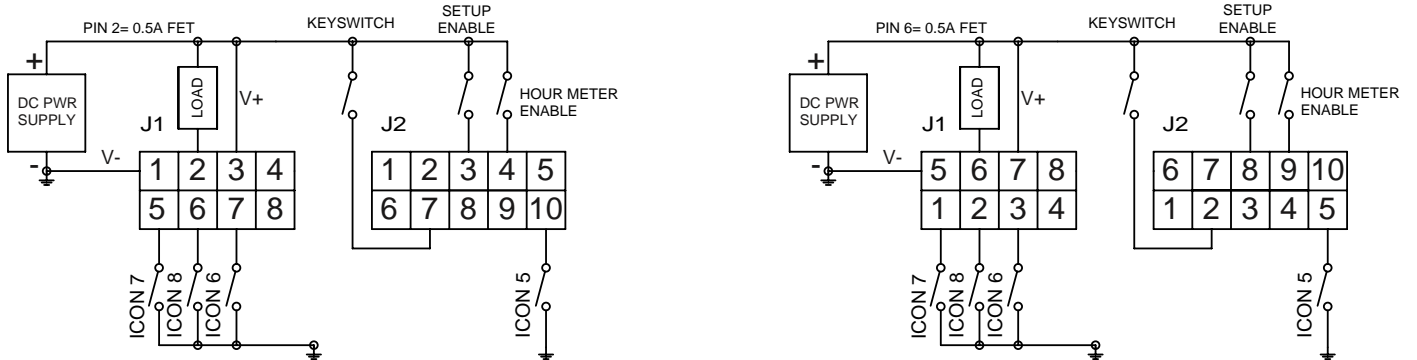 PIN 2= 0.5A FET
KEYSWITCH
SETUP
ENABLE
+
DC PWR
SUPPLY
-
LOAD
V+
HOUR METER
ENABLE
J1
J2
V-
1 2 3 4
5 6 7 8
1 2 3 4 5
6 7 8 9 10
ICON 7
ICON 8
ICON 6
ICON 5
PIN 6= 0.5A FET
KEYSWITCH
SETUP
ENABLE
+
DC PWR
SUPPLY
-
LOAD
V+
HOUR METER
ENABLE
J1
J2
V-
5 6 7 8
1 2 3 4
6 7 8 9 10
1 2 3 4 5
ICON 7
ICON 8
ICON 6
ICON 5